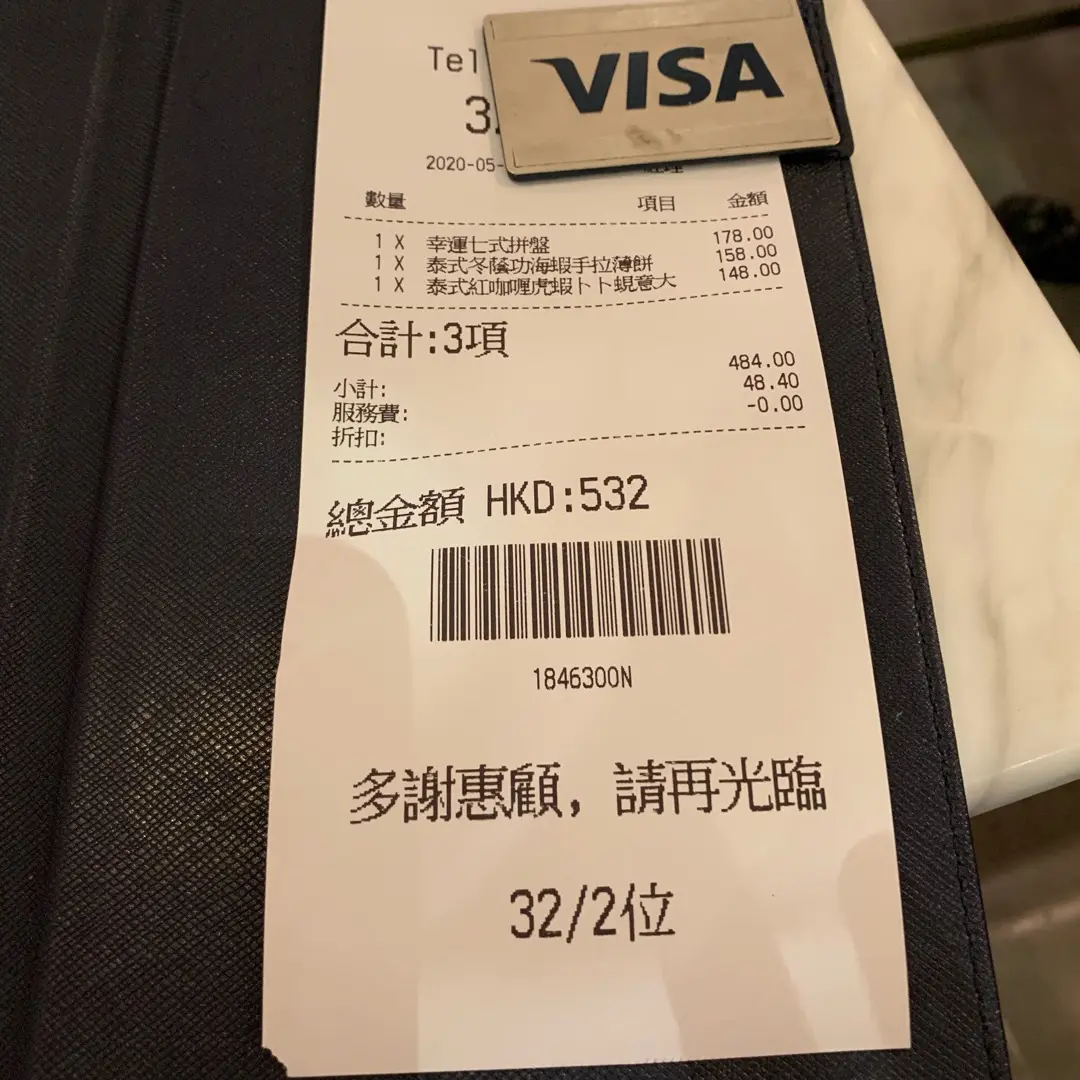 VISA
Tel
3
2020-05-
數量 項目 金額
1 X 幸運七式拼盤 178.00
1 X 泰式冬蔭功海蝦手拉薄餅 158.00
1 X 泰式紅咖喱虎蝦卜卜蜆意大 148.00
合計:3項
小計: 484.00
服務費: 48.40
折扣: -0.00
總金額 HKD:532
1846300N
多謝惠顧, 請再光臨
32/2位